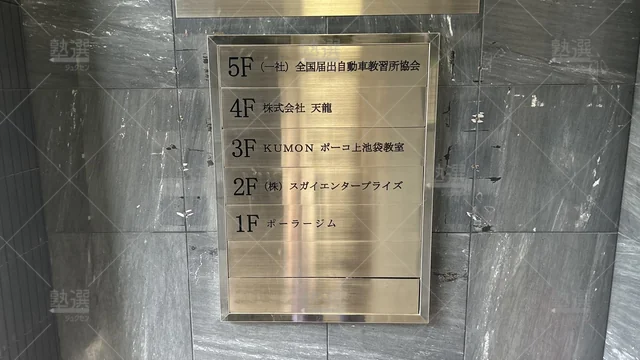 5F (一社) 全国届出自動車教習所協会
4F 株式会社 天龍
3F KUMON ポーコ上池袋教室
2F (株) スガイエンタープライズ
1F ポーラージム
熱選